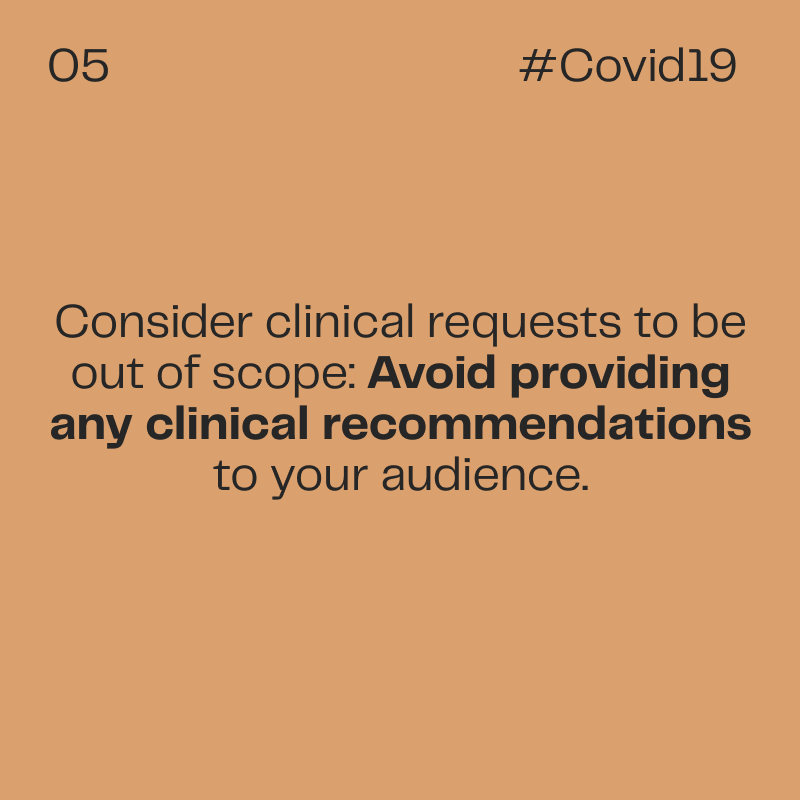 05
#Covid19
Consider clinical requests to be
out of scope: Avoid providing
any clinical recommendations
to your audience.